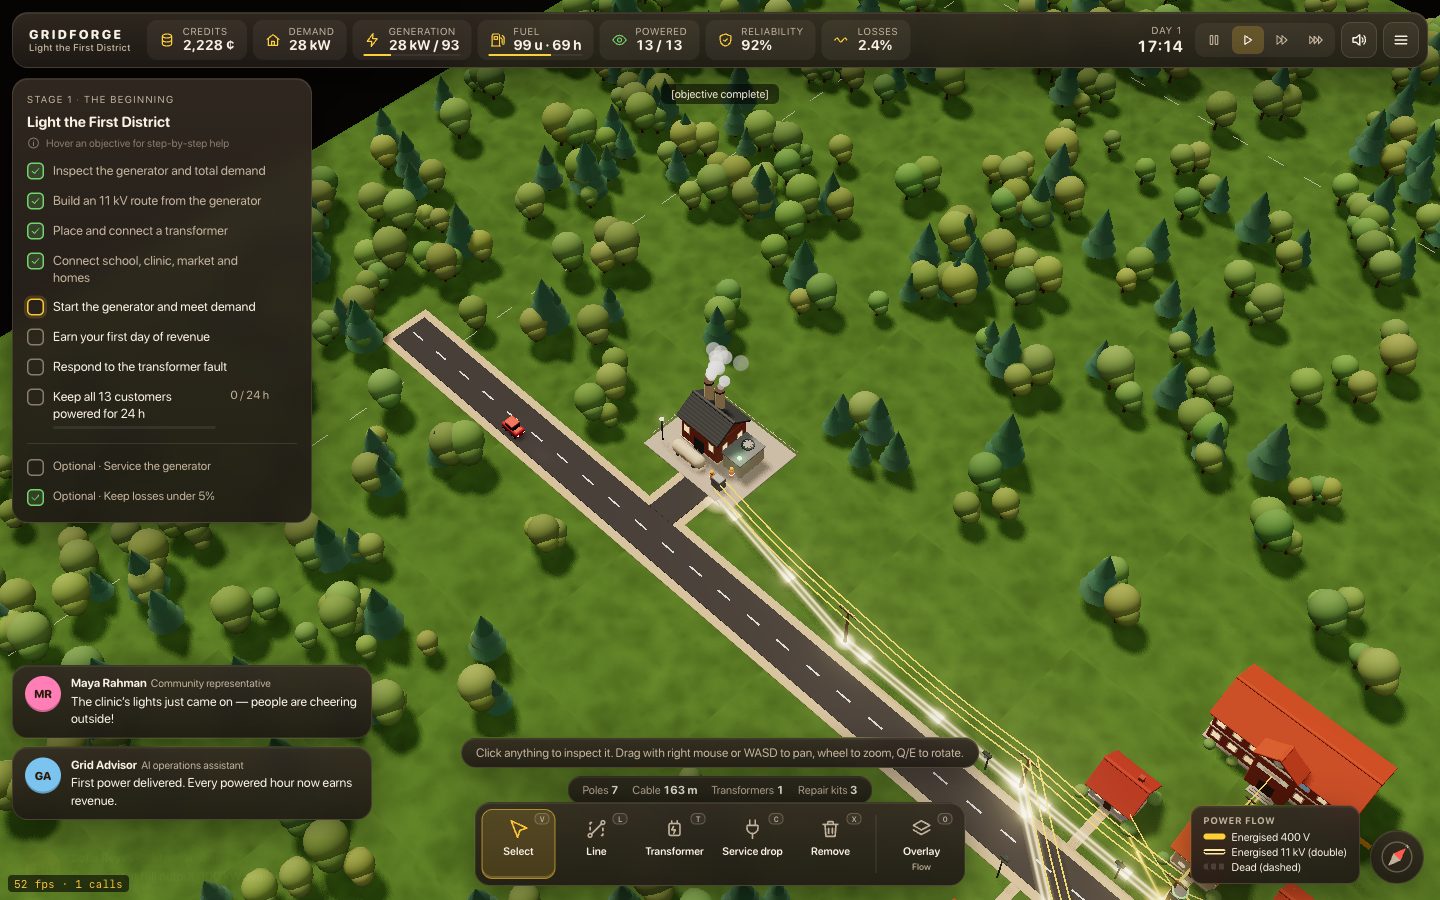 GRIDFORGE
Light the First District
CREDITS
2,228 ¢
DEMAND
28 kW
GENERATION
28 kW / 93
FUEL
99 u · 69 h
POWERED
13 / 13
RELIABILITY
92%
LOSSES
2.4%
DAY 1
17:14
STAGE 1 · THE BEGINNING
Light the First District
Hover an objective for step-by-step help
Inspect the generator and total demand
Build an 11 kV route from the generator
Place and connect a transformer
Connect school, clinic, market and
homes
Start the generator and meet demand
Earn your first day of revenue
Respond to the transformer fault
Keep all 13 customers
powered for 24 h
0 / 24 h
Optional · Service the generator
Optional · Keep losses under 5%
[objective complete]
MR
Maya Rahman Community representative
The clinic's lights just came on — people are cheering
outside!
GA
Grid Advisor AI operations assistant
First power delivered. Every powered hour now earns
revenue.
Click anything to inspect it. Drag with right mouse or WASD to pan, wheel to zoom, Q/E to rotate.
Poles 7 Cable 163 m Transformers 1 Repair kits 3
V
Select
L
Line
T
Transformer
C
Service drop
X
Remove
O
Overlay
Flow
POWER FLOW
Energised 400 V
Energised 11 kV (double)
Dead (dashed)
52 fps · 1 calls